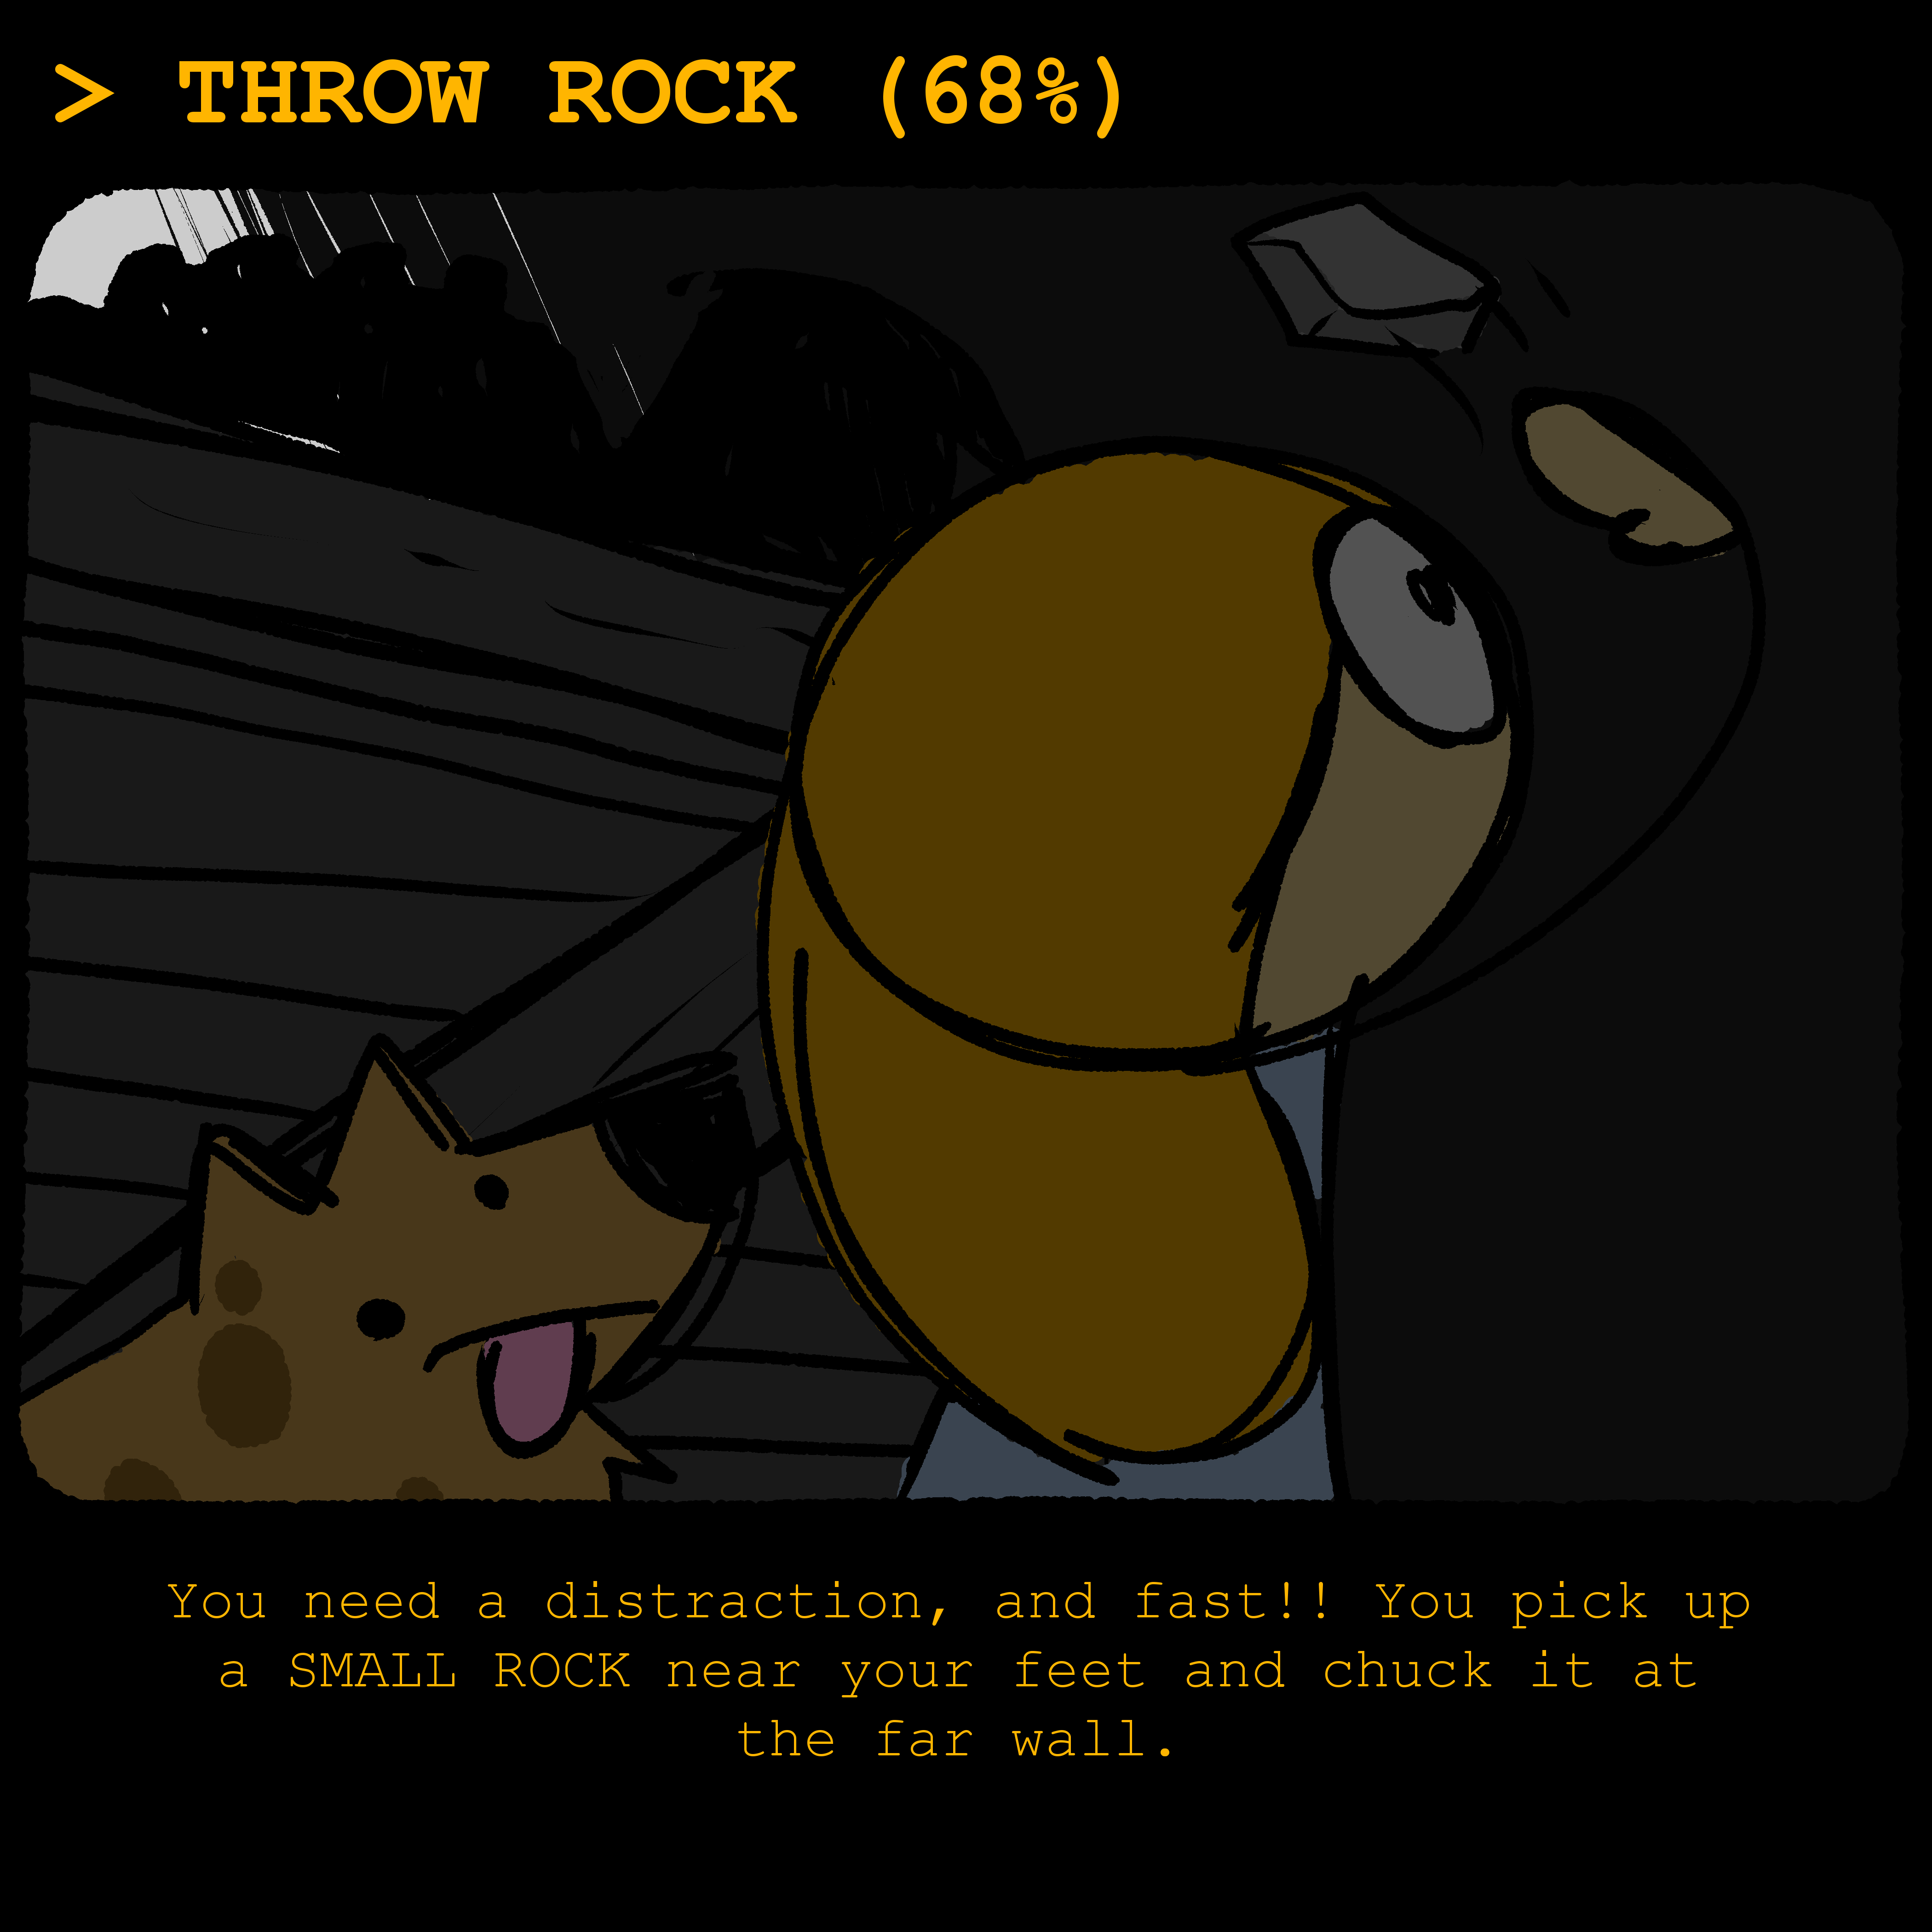 > THROW ROCK (68%)
You need a distraction, and fast!! You pick up
a SMALL ROCK near your feet and chuck it at
the far wall.